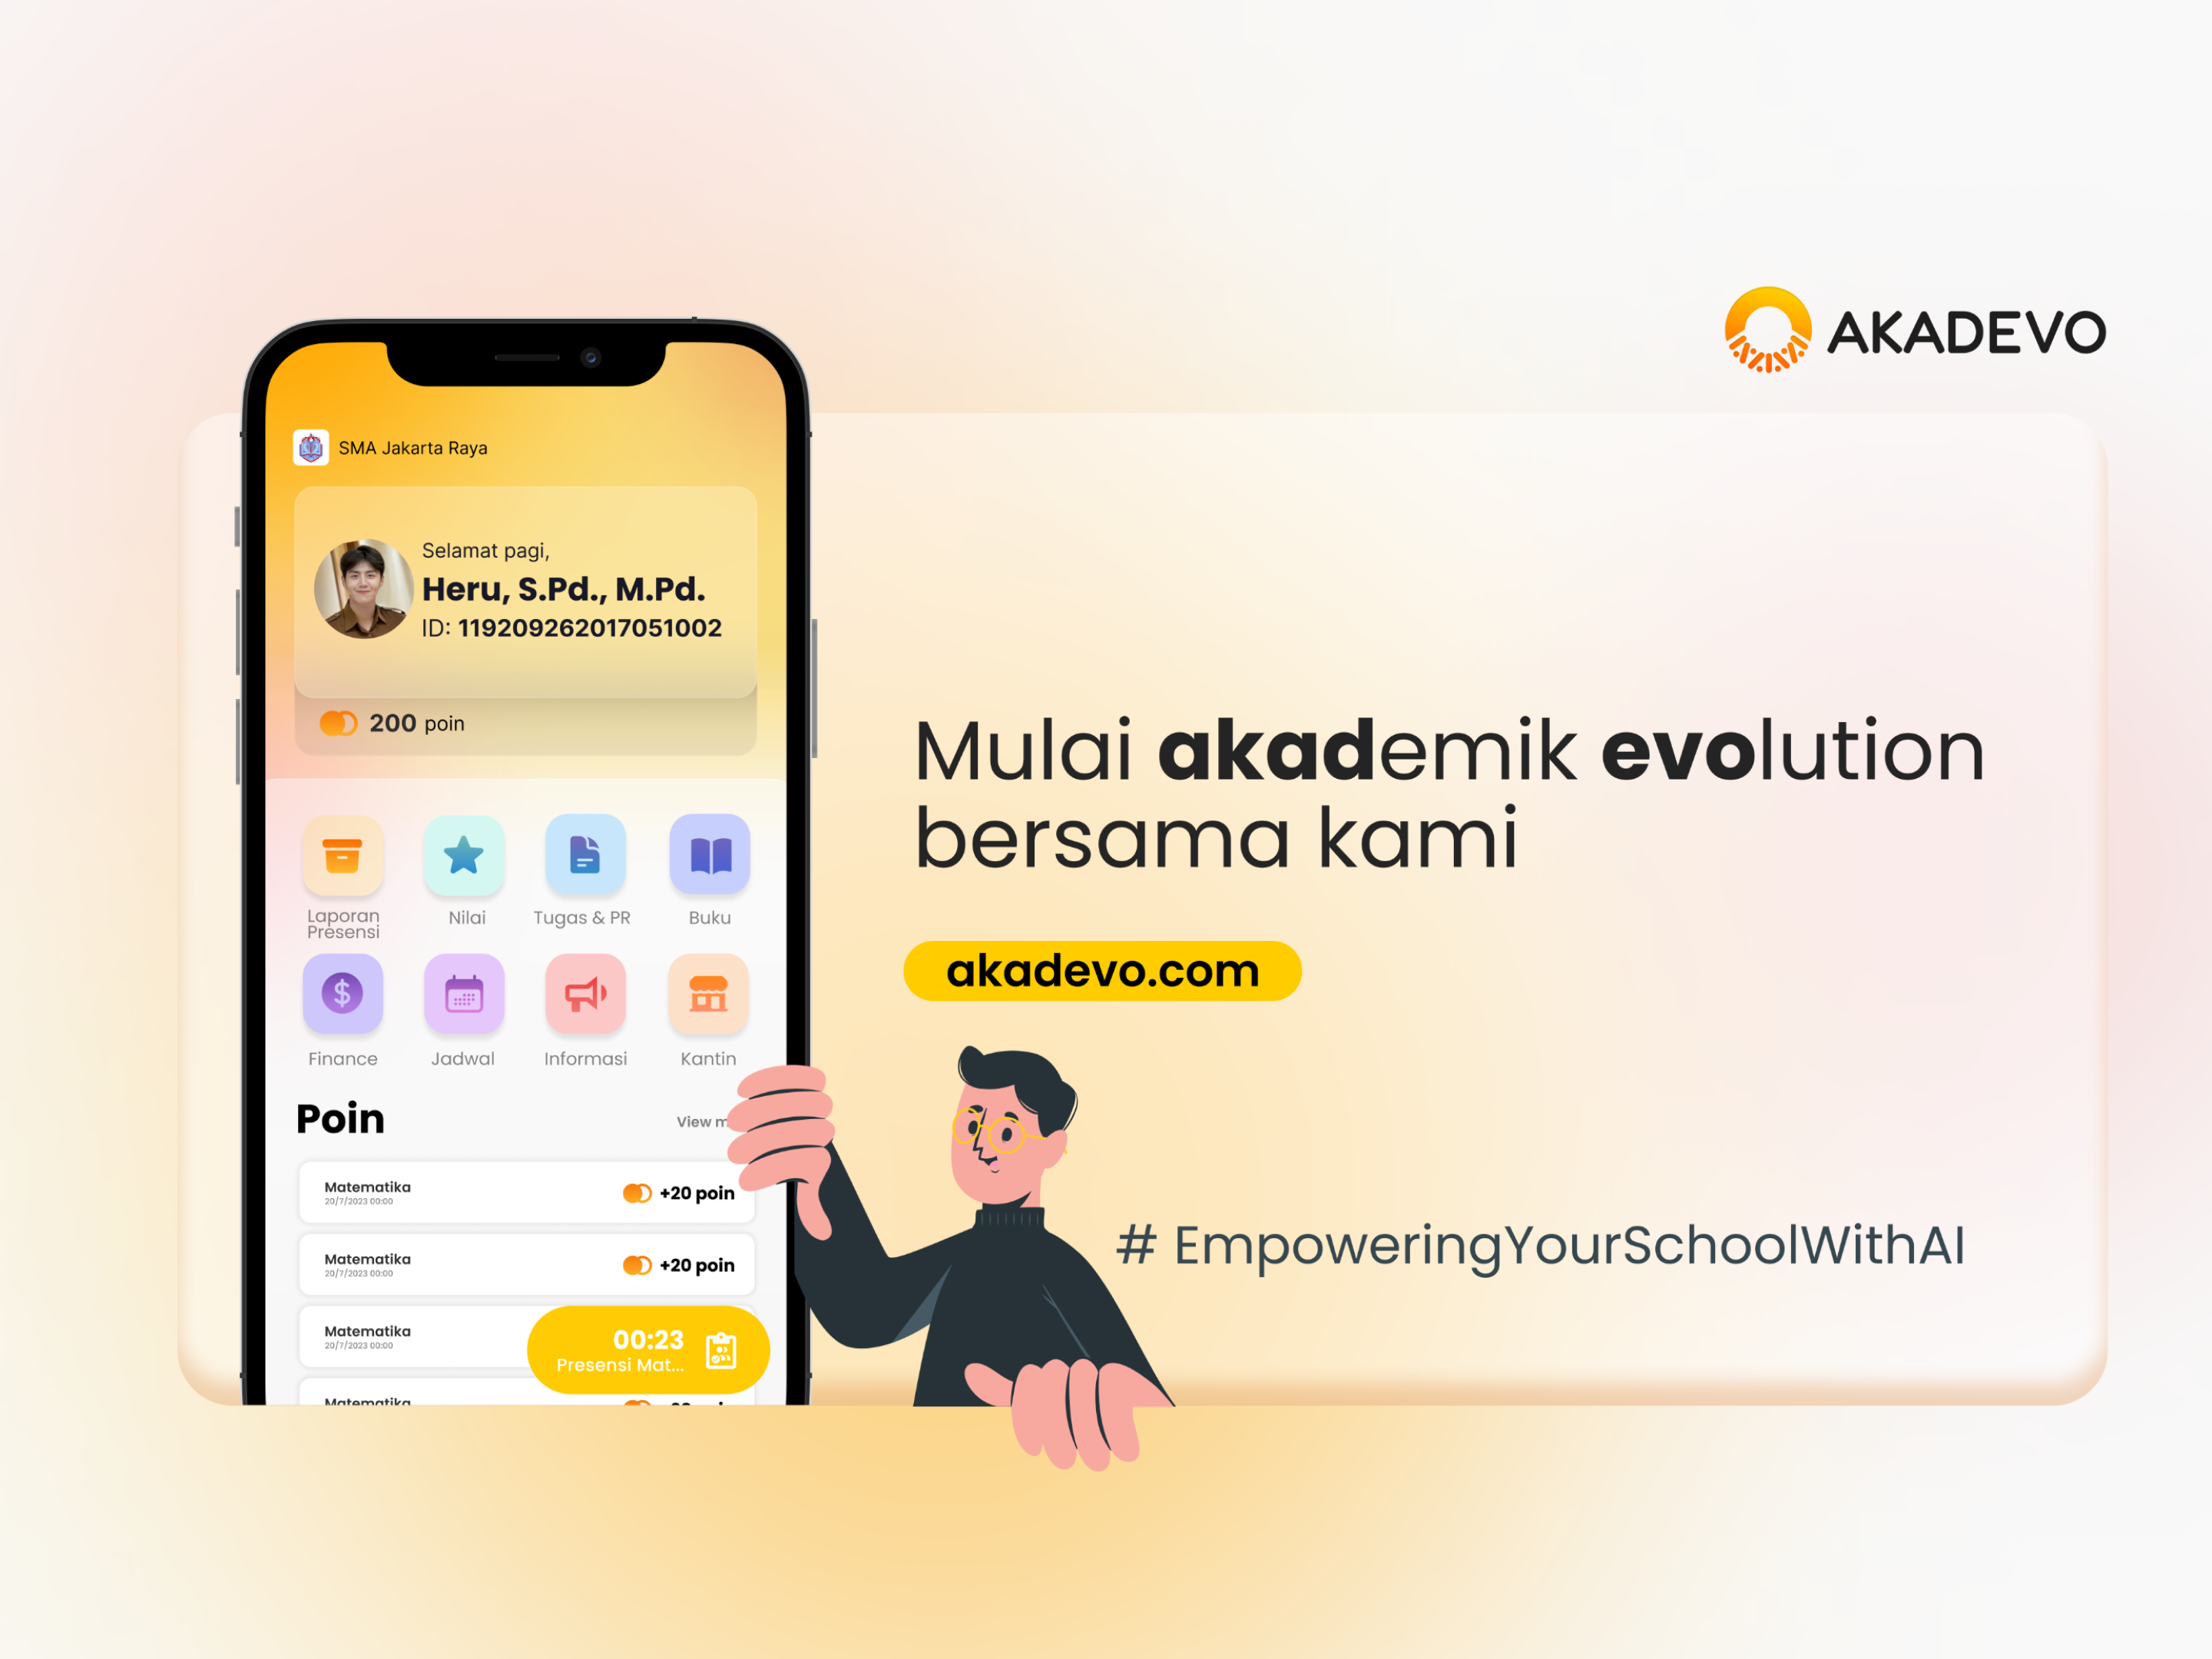 AKADEVO
SMA Jakarta Raya
Selamat pagi,
Heru, S.Pd., M.Pd.
ID: 119209262017051002
200 poin
Laporan
Presensi
Nilai
Tugas & PR
Buku
Finance
Jadwal
Informasi
Kantin
Poin
View
Matematika
20/7/2023 00:00
+20 poin
Matematika
20/7/2023 00:00
+20 poin
Matematika
20/7/2023 00:00
00:23
Presensi Mat...
Matematika
Mulai akademik evolution
bersama kami
akadevo.com
# EmpoweringYourSchoolWithAI